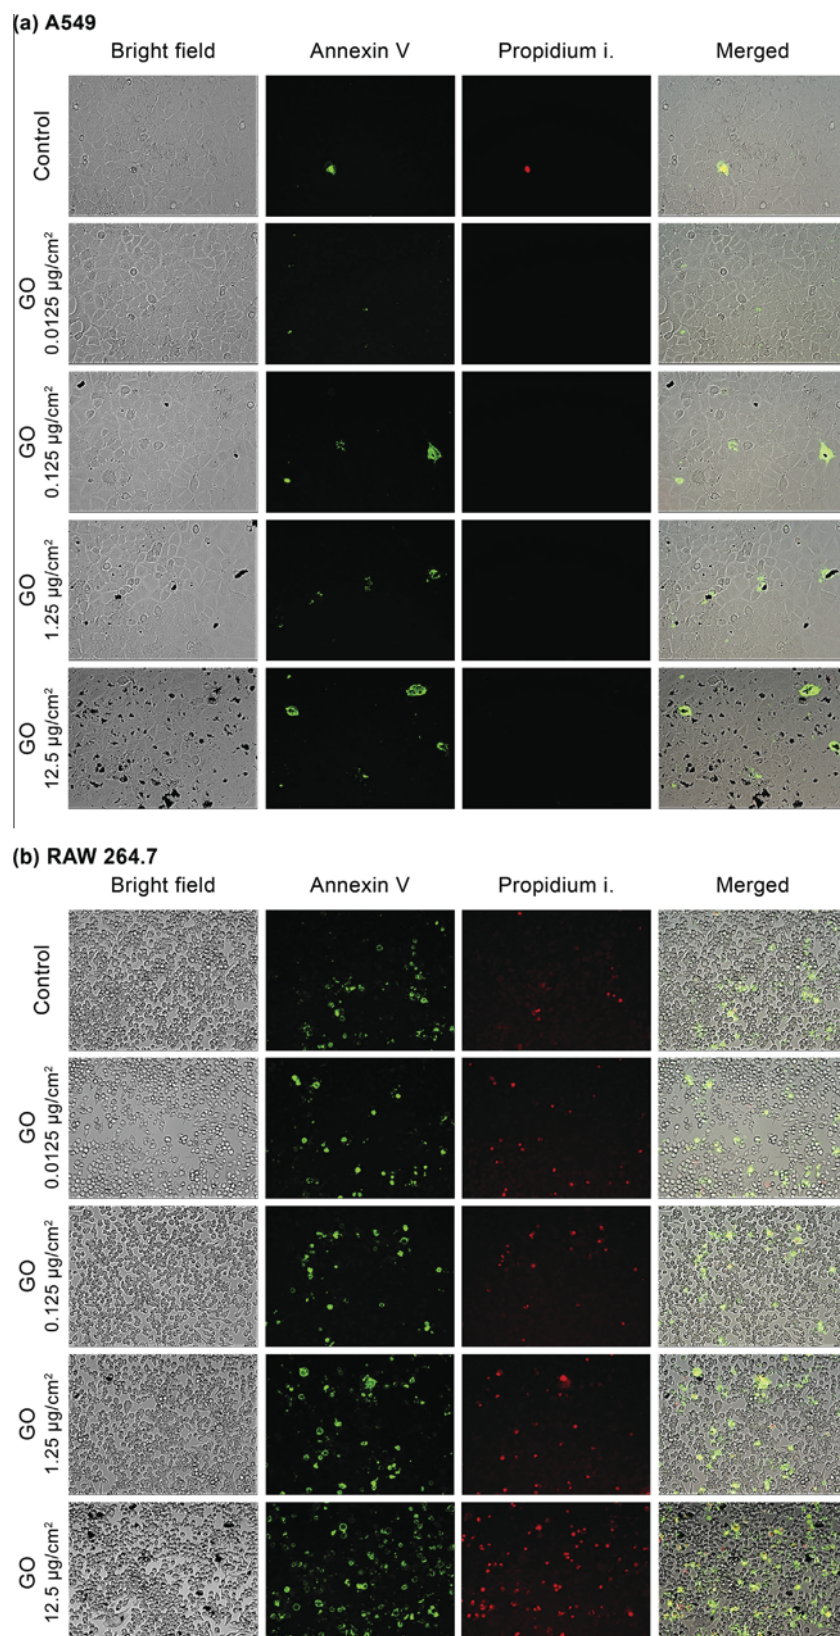 (a) A549
Bright field Annexin V Propidium i. Merged
Control
GO
0.0125 µg/cm²
GO
0.125 µg/cm²
GO
1.25 µg/cm²
GO
12.5 µg/cm²
(b) RAW 264.7
Bright field Annexin V Propidium i. Merged
Control
GO
0.0125 µg/cm²
GO
0.125 µg/cm²
GO
1.25 µg/cm²
GO
12.5 µg/cm²